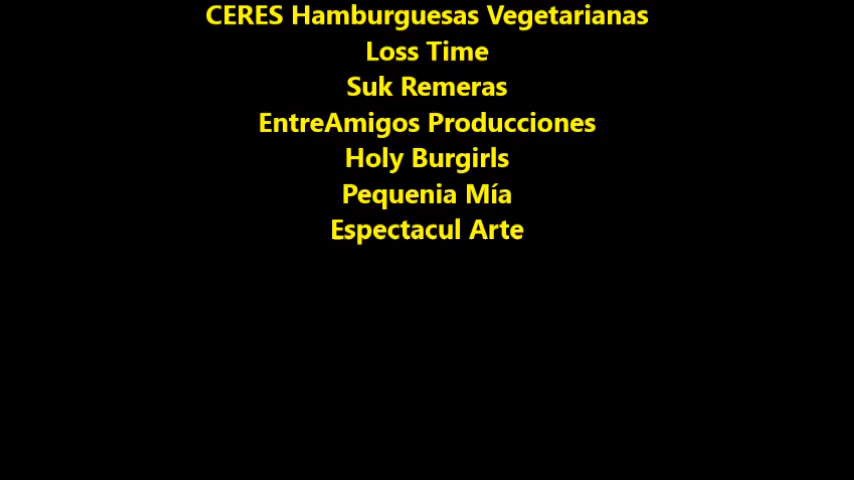 CERES Hamburguesas Vegetarianas
Loss Time
Suk Remeras
EntreAmigos Producciones
Holy Burgirls
Pequenia Mía
Espectacul Arte